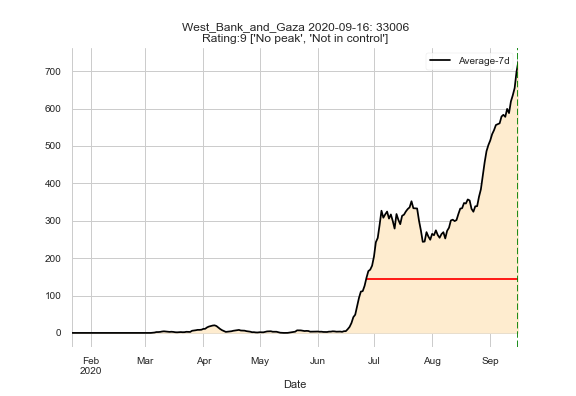 West_Bank_and_Gaza 2020-09-16: 33006
Rating:9 ['No peak', 'Not in control']
Average-7d
700
600
500
400
300
200
100
0
Feb Mar Apr May Jun Jul Aug Sep
2020
Date